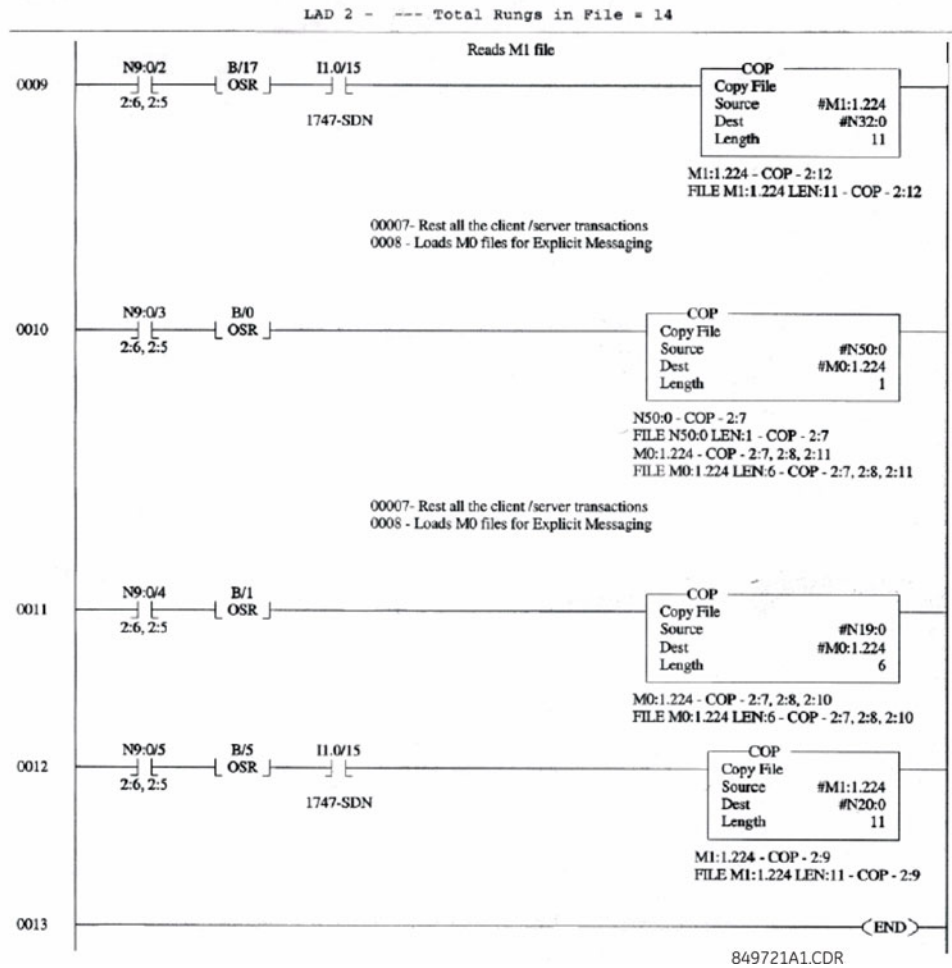 LAD 2 - --- Total Rungs in File = 14
Reads M1 file
0009
N9:0/2 B/17 I1.0/15
OSR
2:6, 2:5
1747-SDN
COP
Copy File
Source #M1:1.224
Dest #N32:0
Length 11
M1:1.224 - COP - 2:12
FILE M1:1.224 LEN:11 - COP - 2:12
00007- Rest all the client /server transactions
0008 - Loads M0 files for Explicit Messaging
0010
N9:0/3 B/0
OSR
2:6, 2:5
COP
Copy File
Source #N50:0
Dest #M0:1.224
Length 1
N50:0 - COP - 2:7
FILE N50:0 LEN:1 - COP - 2:7
M0:1.224 - COP - 2:7, 2:8, 2:11
FILE M0:1.224 LEN:6 - COP - 2:7, 2:8, 2:11
00007- Rest all the client /server transactions
0008 - Loads M0 files for Explicit Messaging
0011
N9:0/4 B/1
OSR
2:6, 2:5
COP
Copy File
Source #N19:0
Dest #M0:1.224
Length 6
M0:1.224 - COP - 2:7, 2:8, 2:10
FILE M0:1.224 LEN:6 - COP - 2:7, 2:8, 2:10
0012
N9:0/5 B/5 I1.0/15
OSR
2:6, 2:5
1747-SDN
COP
Copy File
Source #M1:1.224
Dest #N20:0
Length 11
M1:1.224 - COP - 2:9
FILE M1:1.224 LEN:11 - COP - 2:9
0013
END
849721A1.CDR